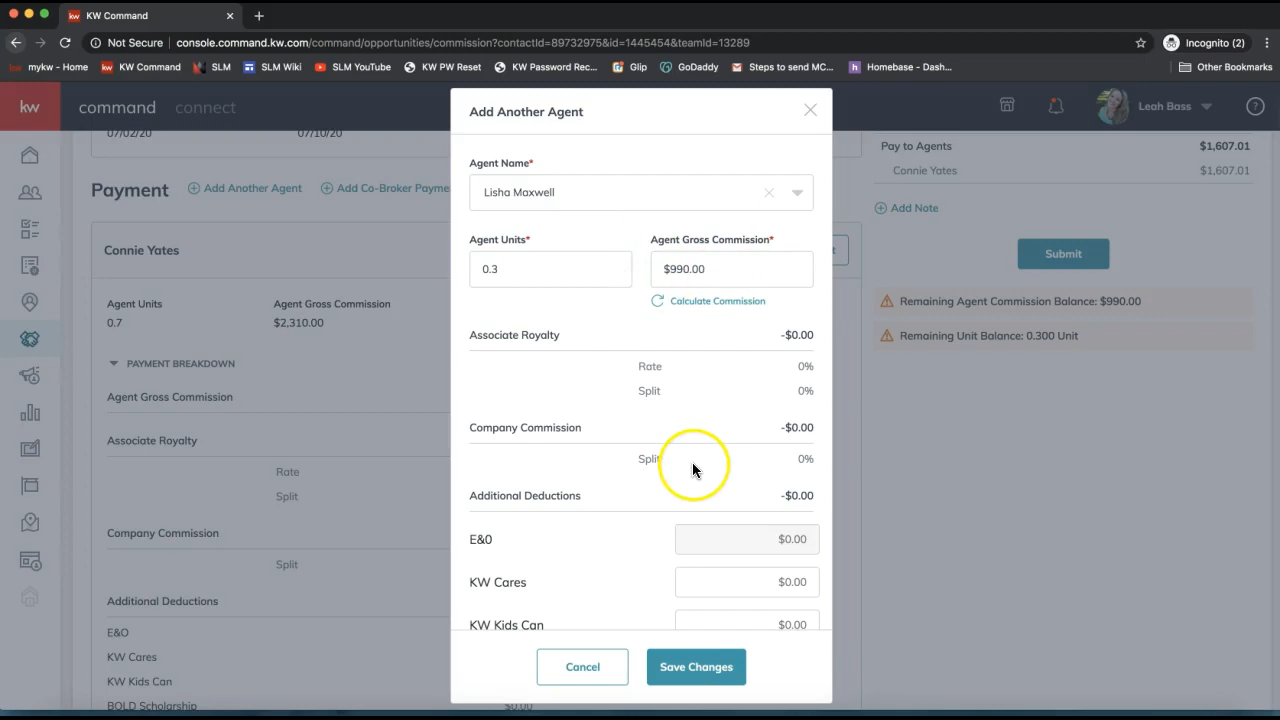 KW Command
Not Secure console.command.kw.com/command/opportunities/commission?contactId=89732975&id=1445454&teamId=13289 Incognito (2)
mykw - Home KW Command SLM SLM Wiki SLM YouTube KW PW Reset KW Password Rec... Glip GoDaddy Steps to send MC... Homebase - Dash... Other Bookmarks
kw command connect Leah Bass
07/02/20 07/10/20
Payment Add Another Agent Add Co-Broker Payme
Connie Yates
Agent Units Agent Gross Commission
0.7 $2,310.00
PAYMENT BREAKDOWN
Agent Gross Commission
Associate Royalty
Rate
Split
Company Commission
Split
Additional Deductions
E&O
KW Cares
KW Kids Can
BOLD Scholarship $0.00
Add Another Agent
Agent Name*
Lisha Maxwell
Agent Units* Agent Gross Commission*
0.3 $990.00
Calculate Commission
Associate Royalty -$0.00
Rate 0%
Split 0%
Company Commission -$0.00
Split 0%
Additional Deductions -$0.00
E&O $0.00
KW Cares $0.00
KW Kids Can $0.00
Cancel Save Changes
Pay to Agents $1,607.01
Connie Yates $1,607.01
Add Note
Submit
Remaining Agent Commission Balance: $990.00
Remaining Unit Balance: 0.300 Unit